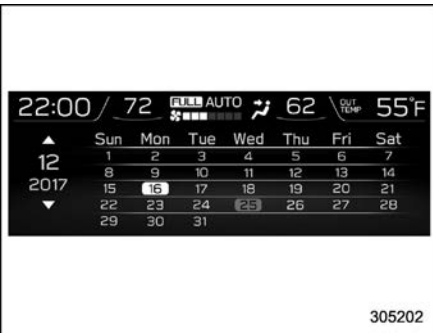 22:00 72 FULL AUTO 62 OUT TEMP 55°F
Sun Mon Tue Wed Thu Fri Sat
1 2 3 4 5 6 7
12 8 9 10 11 12 13 14
2017 15 16 17 18 19 20 21
22 23 24 25 26 27 28
29 30 31
305202